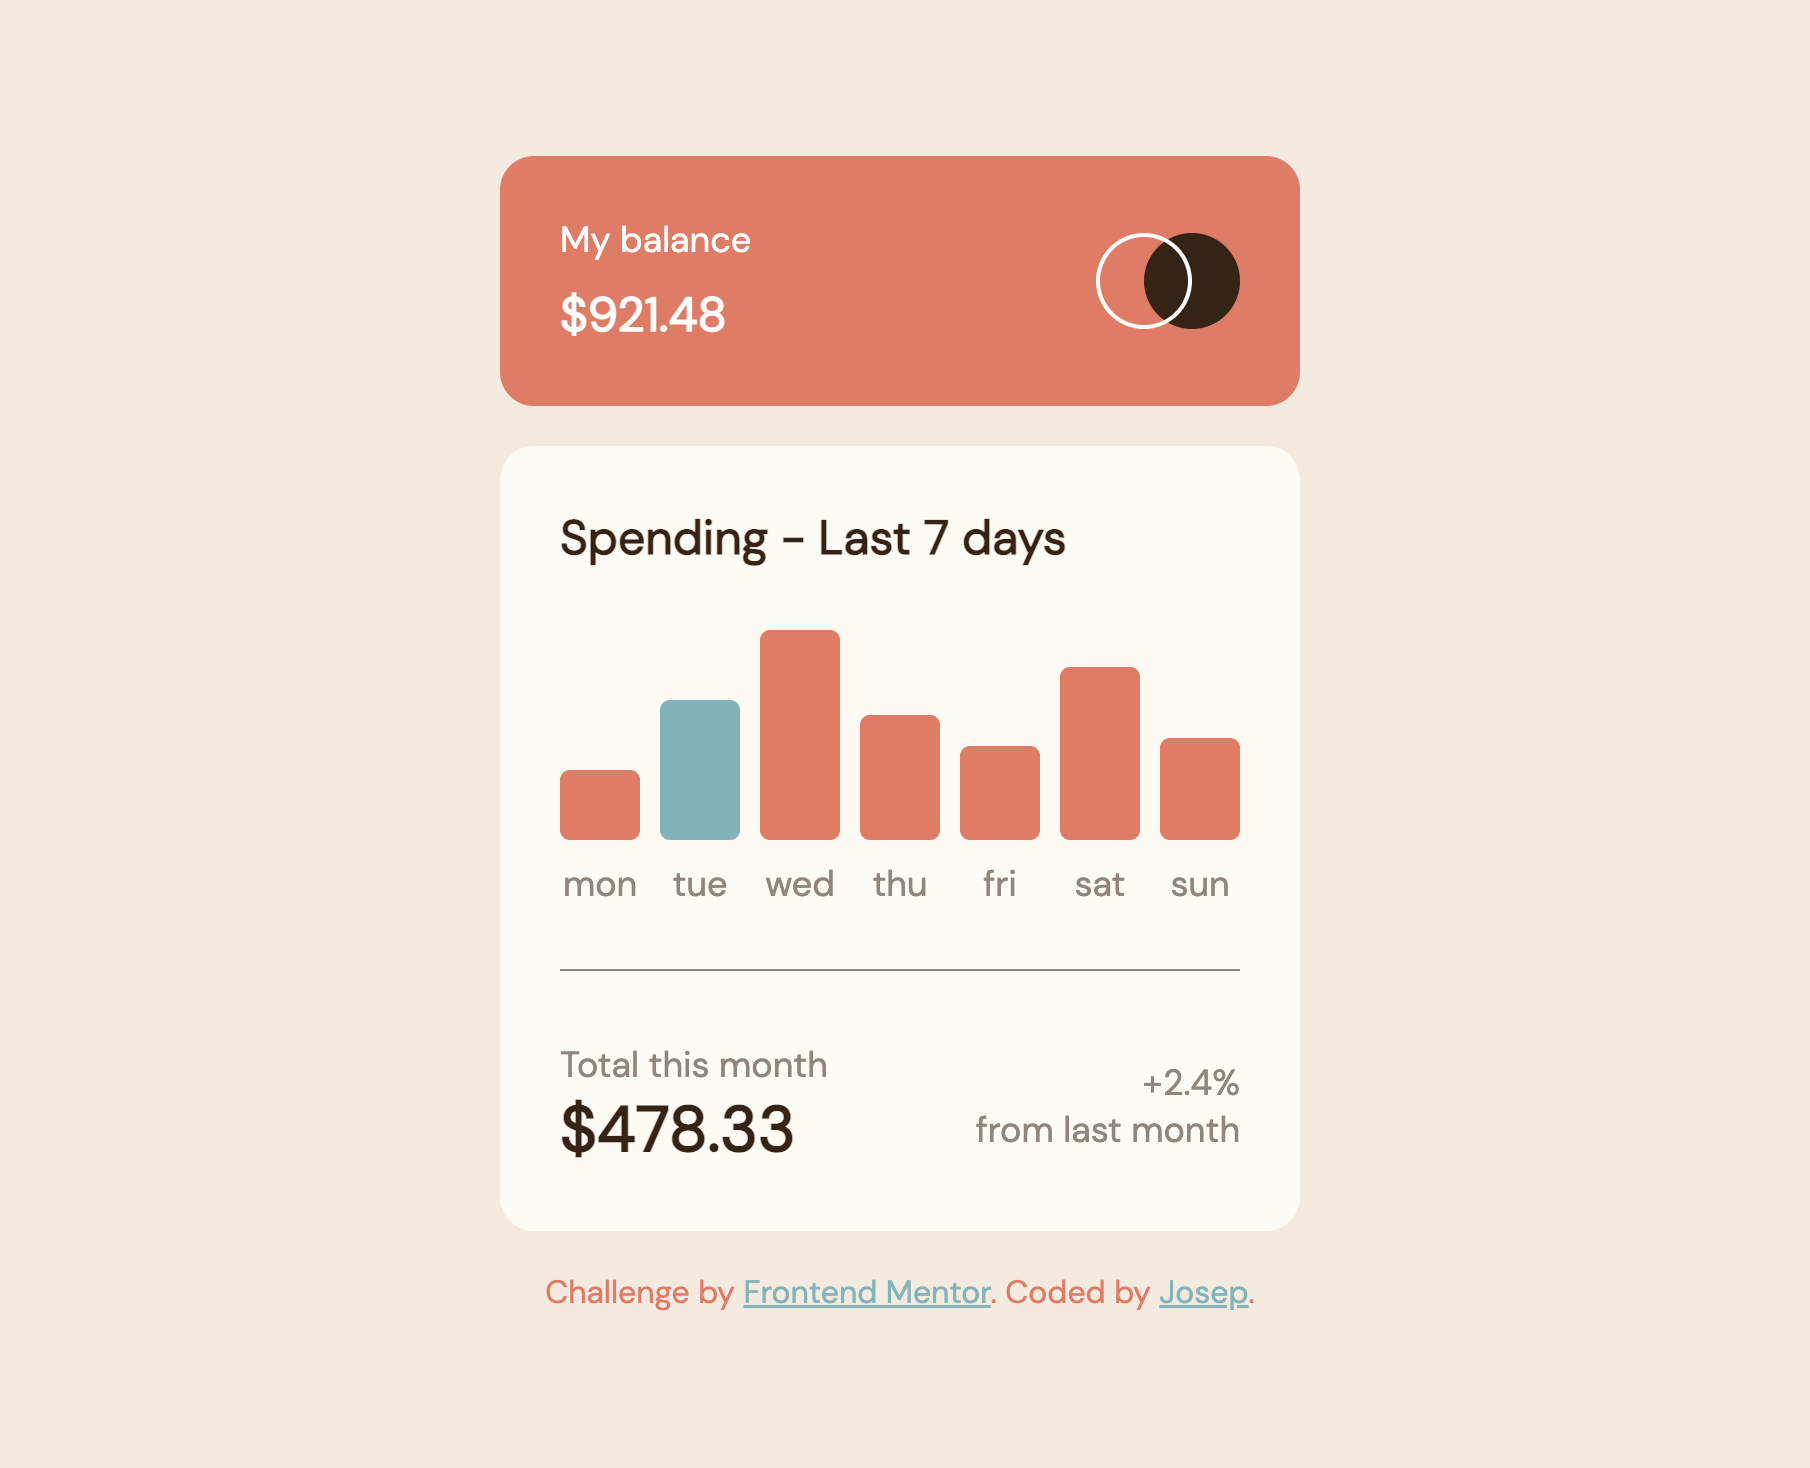 My balance
$921.48
Spending - Last 7 days
mon tue wed thu fri sat sun
Total this month
$478.33
+2.4%
from last month
Challenge by Frontend Mentor. Coded by Josep.